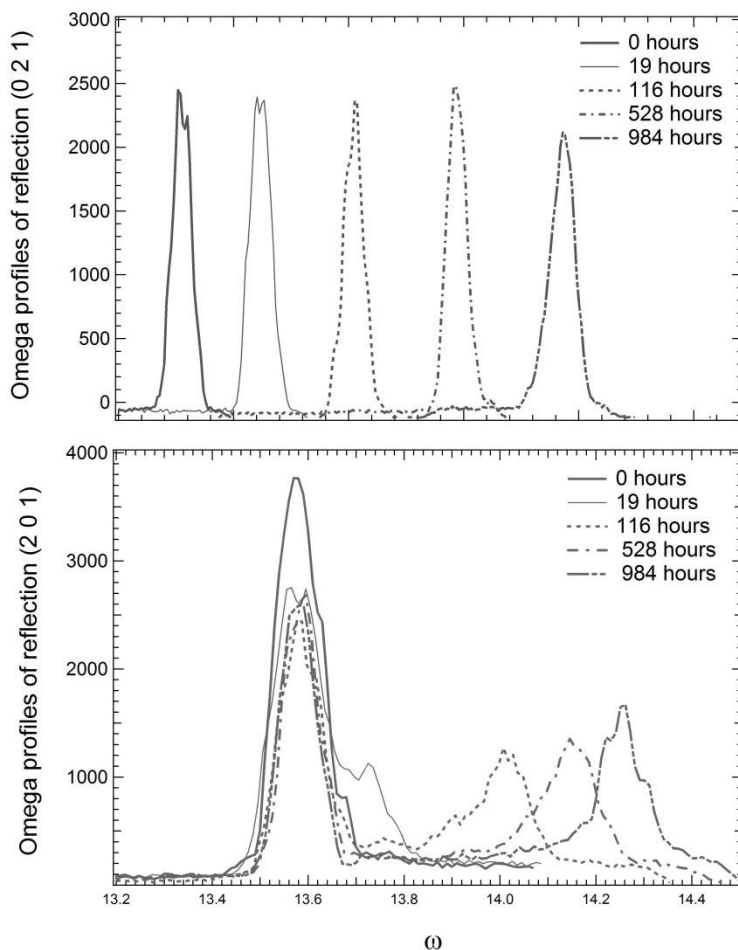 Omega profiles of reflection (0 2 1)
3000
2500
2000
1500
1000
500
0
0 hours
19 hours
116 hours
528 hours
984 hours
Omega profiles of reflection (2 0 1)
4000
3000
2000
1000
0 hours
19 hours
116 hours
528 hours
984 hours
13.2 13.4 13.6 13.8 14.0 14.2 14.4
ω